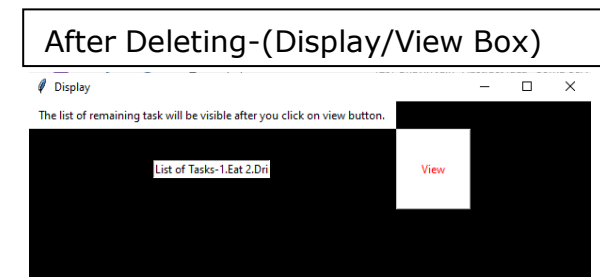 After Deleting-(Display/View Box)
Display
The list of remaining task will be visible after you click on view button.
List of Tasks-1.Eat 2.Dri
View